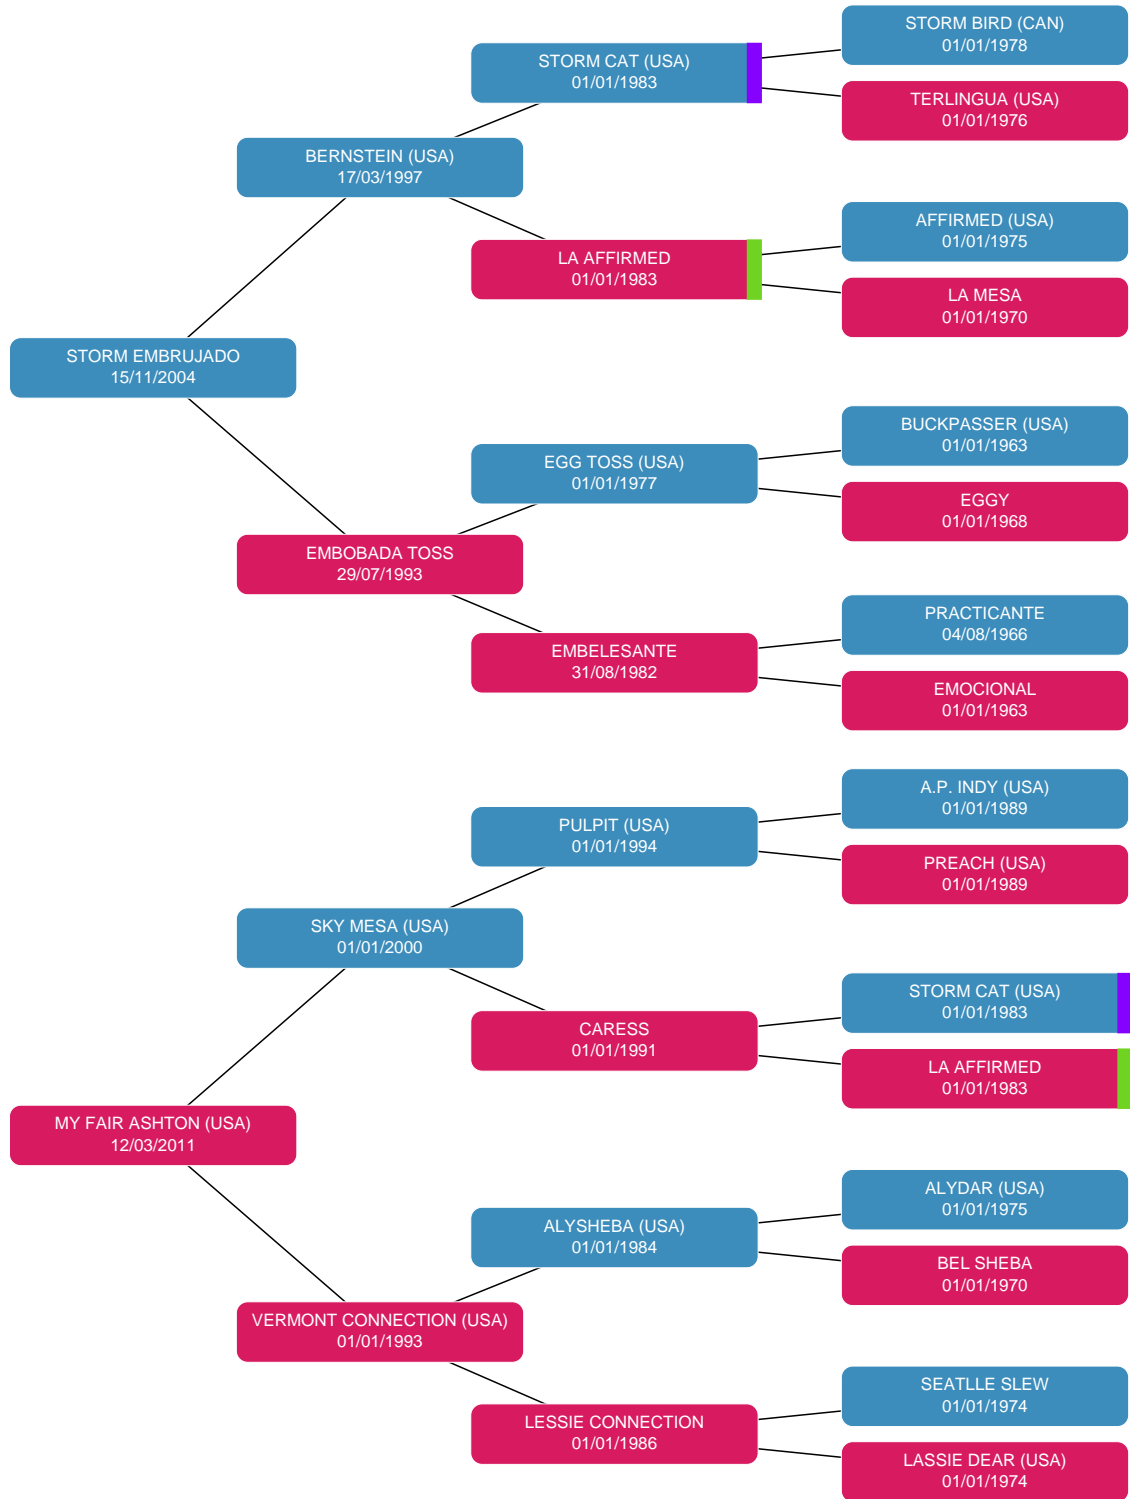 STORM BIRD (CAN)
01/01/1978
STORM CAT (USA)
01/01/1983
TERLINGUA (USA)
01/01/1976
BERNSTEIN (USA)
17/03/1997
AFFIRMED (USA)
01/01/1975
LA AFFIRMED
01/01/1983
LA MESA
01/01/1970
STORM EMBRUJADO
15/11/2004
BUCKPASSER (USA)
01/01/1963
EGG TOSS (USA)
01/01/1977
EGGY
01/01/1968
EMBOBADA TOSS
29/07/1993
PRACTICANTE
04/08/1966
EMBELESANTE
31/08/1982
EMOCIONAL
01/01/1963
A.P. INDY (USA)
01/01/1989
PULPIT (USA)
01/01/1994
PREACH (USA)
01/01/1989
SKY MESA (USA)
01/01/2000
STORM CAT (USA)
01/01/1983
CARESS
01/01/1991
LA AFFIRMED
01/01/1983
MY FAIR ASHTON (USA)
12/03/2011
ALYDAR (USA)
01/01/1975
ALYSHEBA (USA)
01/01/1984
BEL SHEBA
01/01/1970
VERMONT CONNECTION (USA)
01/01/1993
SEATLLE SLEW
01/01/1974
LESSIE CONNECTION
01/01/1986
LASSIE DEAR (USA)
01/01/1974